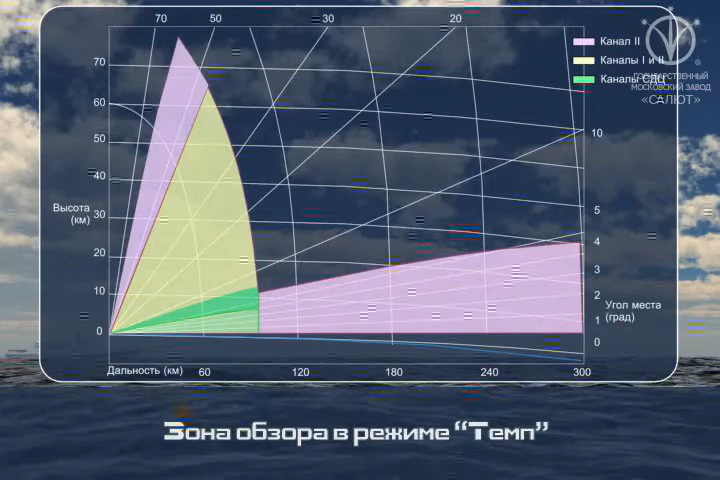 70 50 30 20
Канал II
Каналы I и II
Каналы СДЦ
ГОСУДАРСТВЕННЫЙ
МОСКОВСКИЙ ЗАВОД
«САЛЮТ»
70
60
50
40
30
20
10
0
Высота
(км)
10
5
4
3
2
1
0
Угол места
(град)
Дальность (км) 60 120 180 240 300
Зона обзора в режиме “Темп”